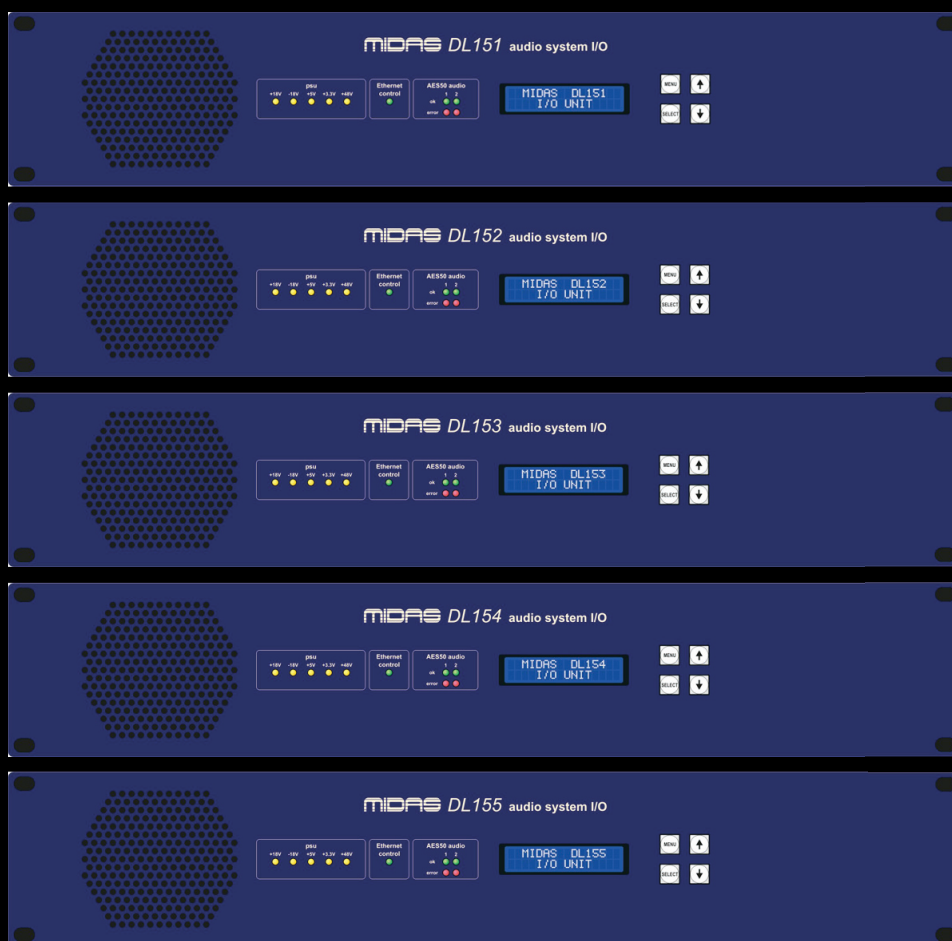 MIDAS DL151 audio system I/O
psu Ethernet control AES50 audio
+18V -18V +5V +3.3V +48V
1 2
ok
error
MIDAS DL151
I/O UNIT
MENU
SELECT
MIDAS DL152 audio system I/O
psu Ethernet control AES50 audio
+18V -18V +5V +3.3V +48V
1 2
ok
error
MIDAS DL152
I/O UNIT
MENU
SELECT
MIDAS DL153 audio system I/O
psu Ethernet control AES50 audio
+18V -18V +5V +3.3V +48V
1 2
ok
error
MIDAS DL153
I/O UNIT
MENU
SELECT
MIDAS DL154 audio system I/O
psu Ethernet control AES50 audio
+18V -18V +5V +3.3V +48V
1 2
ok
error
MIDAS DL154
I/O UNIT
MENU
SELECT
MIDAS DL155 audio system I/O
psu Ethernet control AES50 audio
+18V -18V +5V +3.3V +48V
1 2
ok
error
MIDAS DL155
I/O UNIT
MENU
SELECT